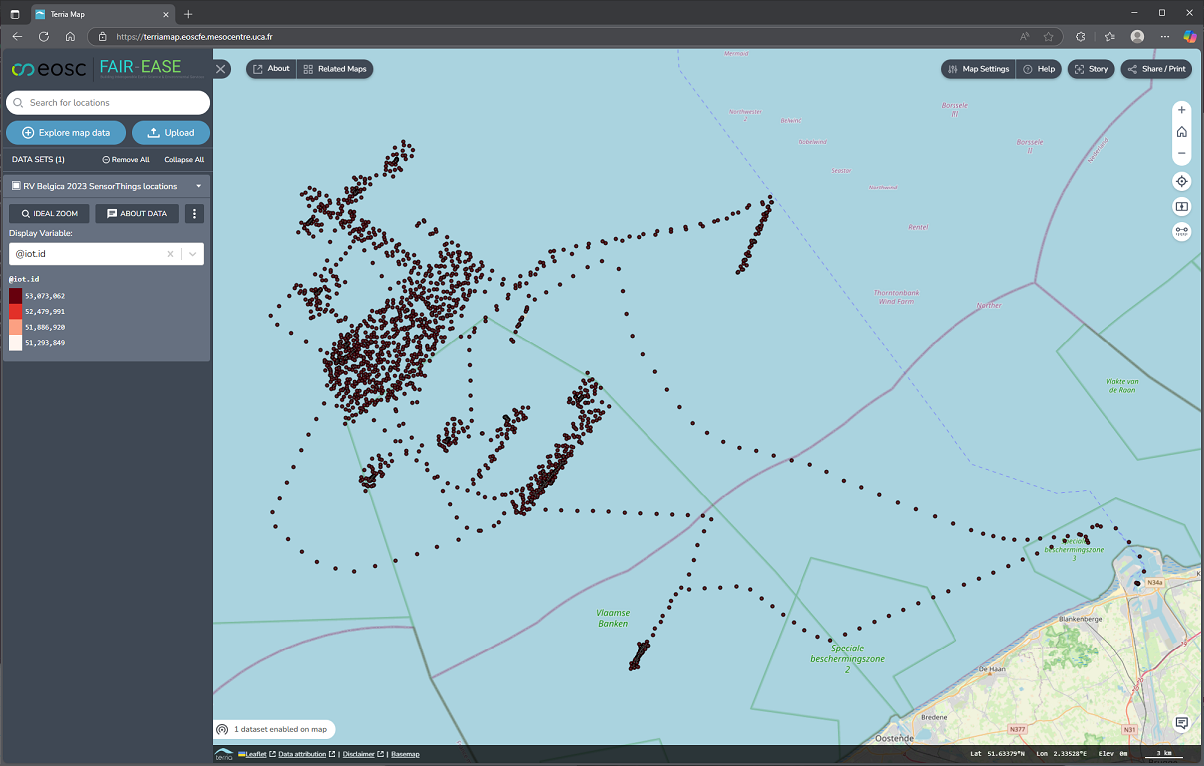 Terria Map
https://terriamap.eoscfe.mesocentre.uca.fr
eosc FAIR-EASE
Search for locations
Explore map data
Upload
DATA SETS (1)
Remove All
Collapse All
RV Belgica 2023 SensorThings locations
IDEAL ZOOM
ABOUT DATA
Display Variable:
@iot.id
@iot.id
53,073,062
52,479,991
51,886,920
51,293,849
About
Related Maps
Map Settings
Help
Story
Share / Print
Mermaid
Northwester
2
Belwind
Nobelwind
Seastar
Northwind
Borssele
III
Borssele
II
Nederland
Rentel
Thorntonbank
Wind Farm
Norther
Vlakte van
de Raan
Speciale
beschermingszone
3
Vlaamse
Banken
Speciale
beschermingszone
2
N34a
Blankenberge
De Haan
Bredene
Oostende
N377
N31
1 dataset enabled on map
terria
Leaflet
Data attribution
Disclaimer
Basemap
Lat 51.63379°N Lon 2.33528°E Elev 0m
3 km